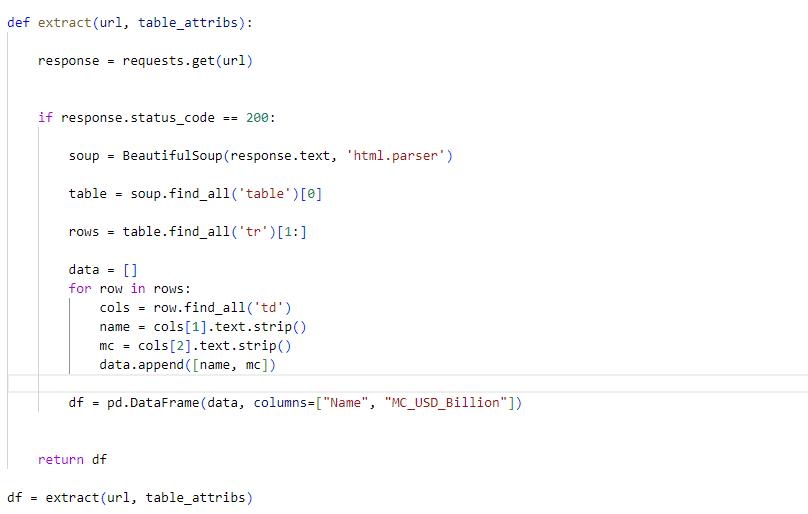 def extract(url, table_attribs):
response = requests.get(url)
if response.status_code == 200:
soup = BeautifulSoup(response.text, 'html.parser')
table = soup.find_all('table')[0]
rows = table.find_all('tr')[1:]
data = []
for row in rows:
cols = row.find_all('td')
name = cols[1].text.strip()
mc = cols[2].text.strip()
data.append([name, mc])
df = pd.DataFrame(data, columns=["Name", "MC_USD_Billion"])
return df
df = extract(url, table_attribs)